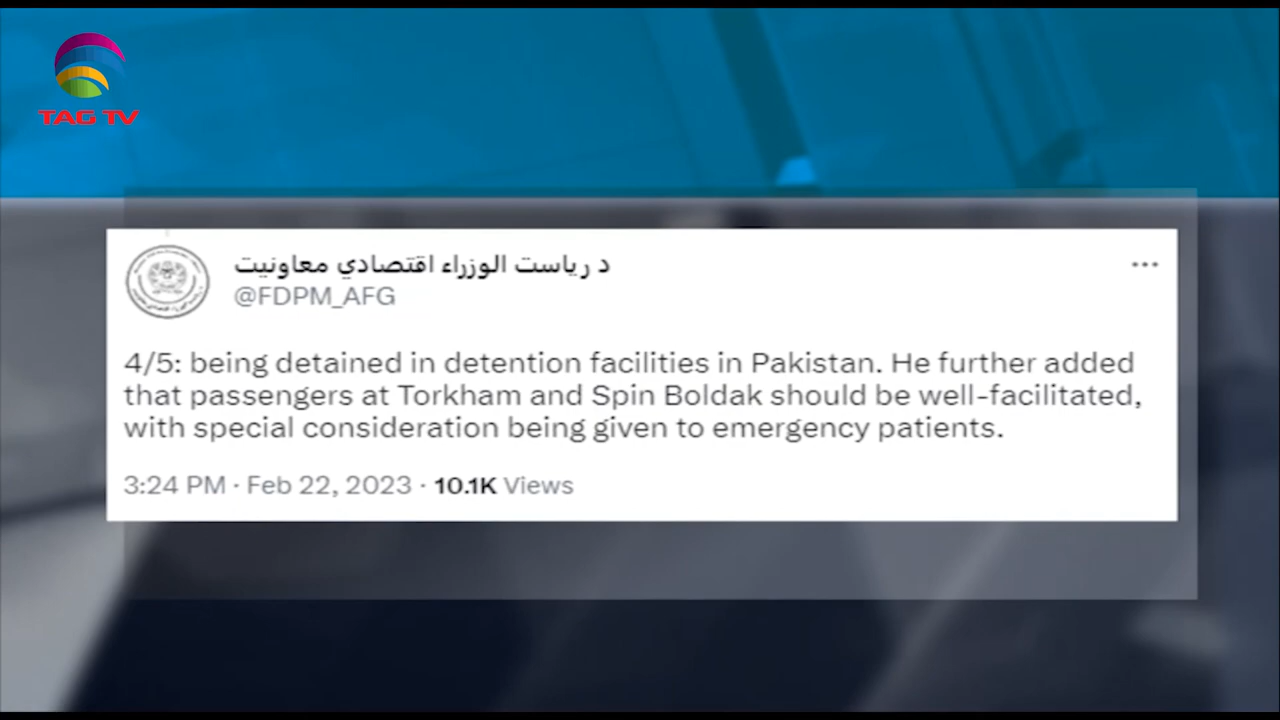 TAG TV
د ریاست الوزراء اقتصادي معاونیت
@FDPM_AFG
4/5: being detained in detention facilities in Pakistan. He further added
that passengers at Torkham and Spin Boldak should be well-facilitated,
with special consideration being given to emergency patients.
3:24 PM · Feb 22, 2023 · 10.1K Views